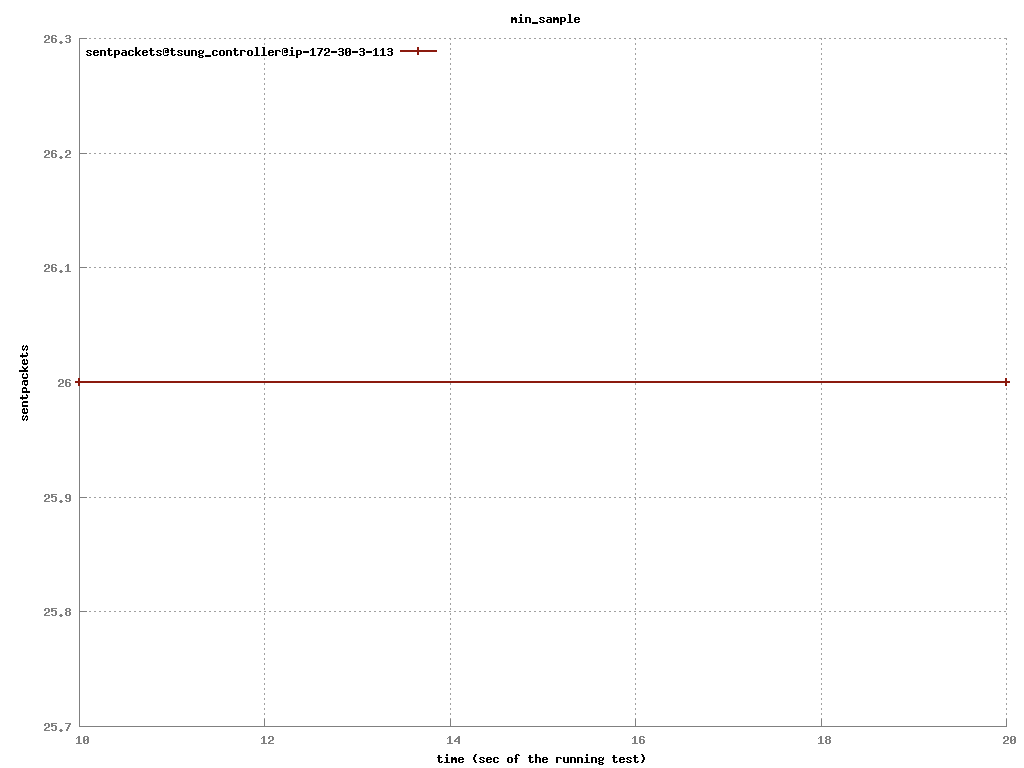 min_sample
sentpackets@tsung_controller@ip-172-30-3-113
26.3
26.2
26.1
26
25.9
25.8
25.7
sentpackets
10 12 14 16 18 20
time (sec of the running test)